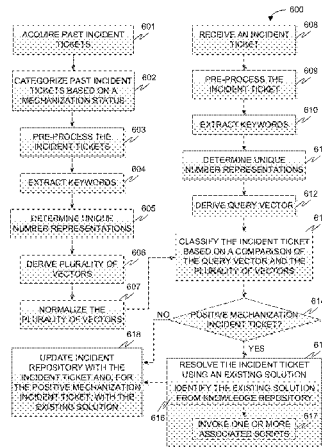 600
601
ACQUIRE PAST INCIDENT
TICKETS
602
CATEGORIZE PAST INCIDENT
TICKETS BASED ON A
MECHANIZATION STATUS
603
PRE-PROCESS THE
INCIDENT TICKETS
604
EXTRACT KEYWORDS
605
DETERMINE UNIQUE
NUMBER REPRESENTATIONS
606
DERIVE PLURALITY OF
VECTORS
607
NORMALIZE THE
PLURALITY OF VECTORS
618
UPDATE INCIDENT
REPOSITORY WITH THE
INCIDENT TICKET AND, FOR
THE POSITIVE MECHANIZATION
INCIDENT TICKET, WITH THE
EXISTING SOLUTION
608
RECEIVE AN INCIDENT
TICKET
609
PRE-PROCESS THE
INCIDENT TICKET
610
EXTRACT KEYWORDS
61
DETERMINE UNIQUE
NUMBER REPRESENTATIONS
612
DERIVE QUERY VECTOR
61
CLASSIFY THE INCIDENT TICKET
BASED ON A COMPARISON OF
THE QUERY VECTOR AND THE
PLURALITY OF VECTORS
61
POSITIVE MECHANIZATION
INCIDENT TICKET?
NO
YES
61
RESOLVE THE INCIDENT TICKET
USING AN EXISTING SOLUTION
IDENTIFY THE EXISTING SOLUTION
FROM KNOWLEDGE REPOSITORY
616
617
INVOKE ONE OR MORE
ASSOCIATED SCRIPTS